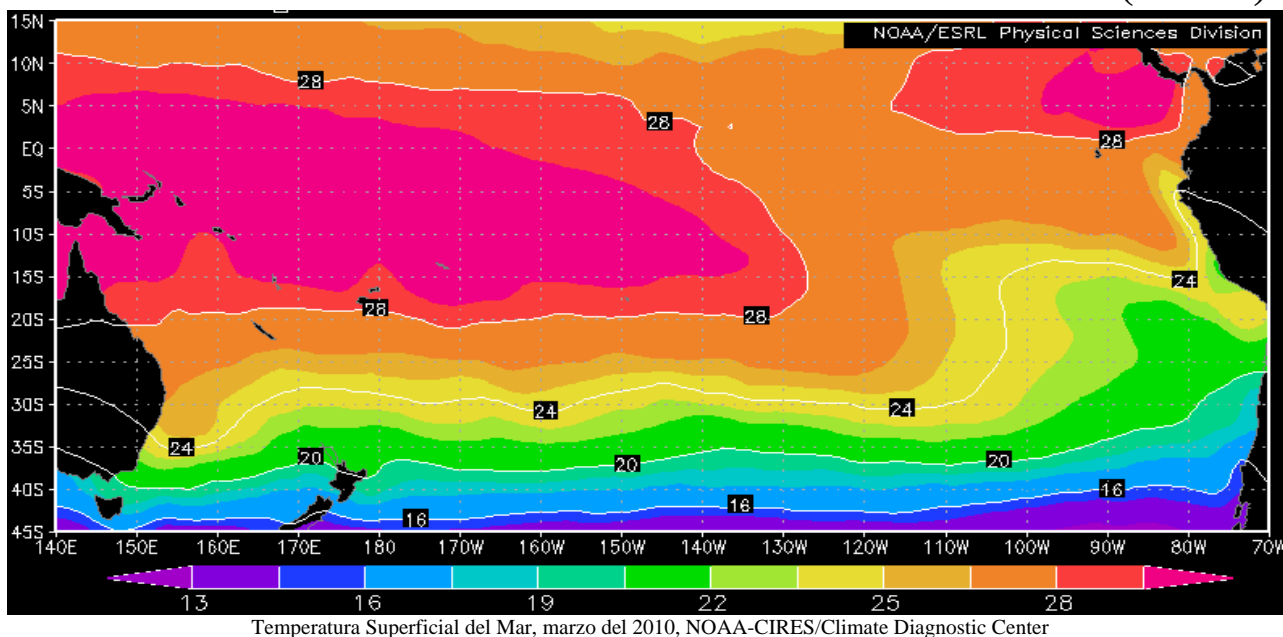 NOAA/ESRL Physical Sciences Division
15N
10N
5N
EQ
5S
10S
15S
20S
25S
30S
35S
40S
45S
28
28
28
28
28
24
24
24
24
20
20
20
16
16
16
140E 150E 160E 170E 180 170W 160W 150W 140W 130W 120W 110W 100W 90W 80W 70W
13 16 19 22 25 28
Temperatura Superficial del Mar, marzo del 2010, NOAA-CIRES/Climate Diagnostic Center